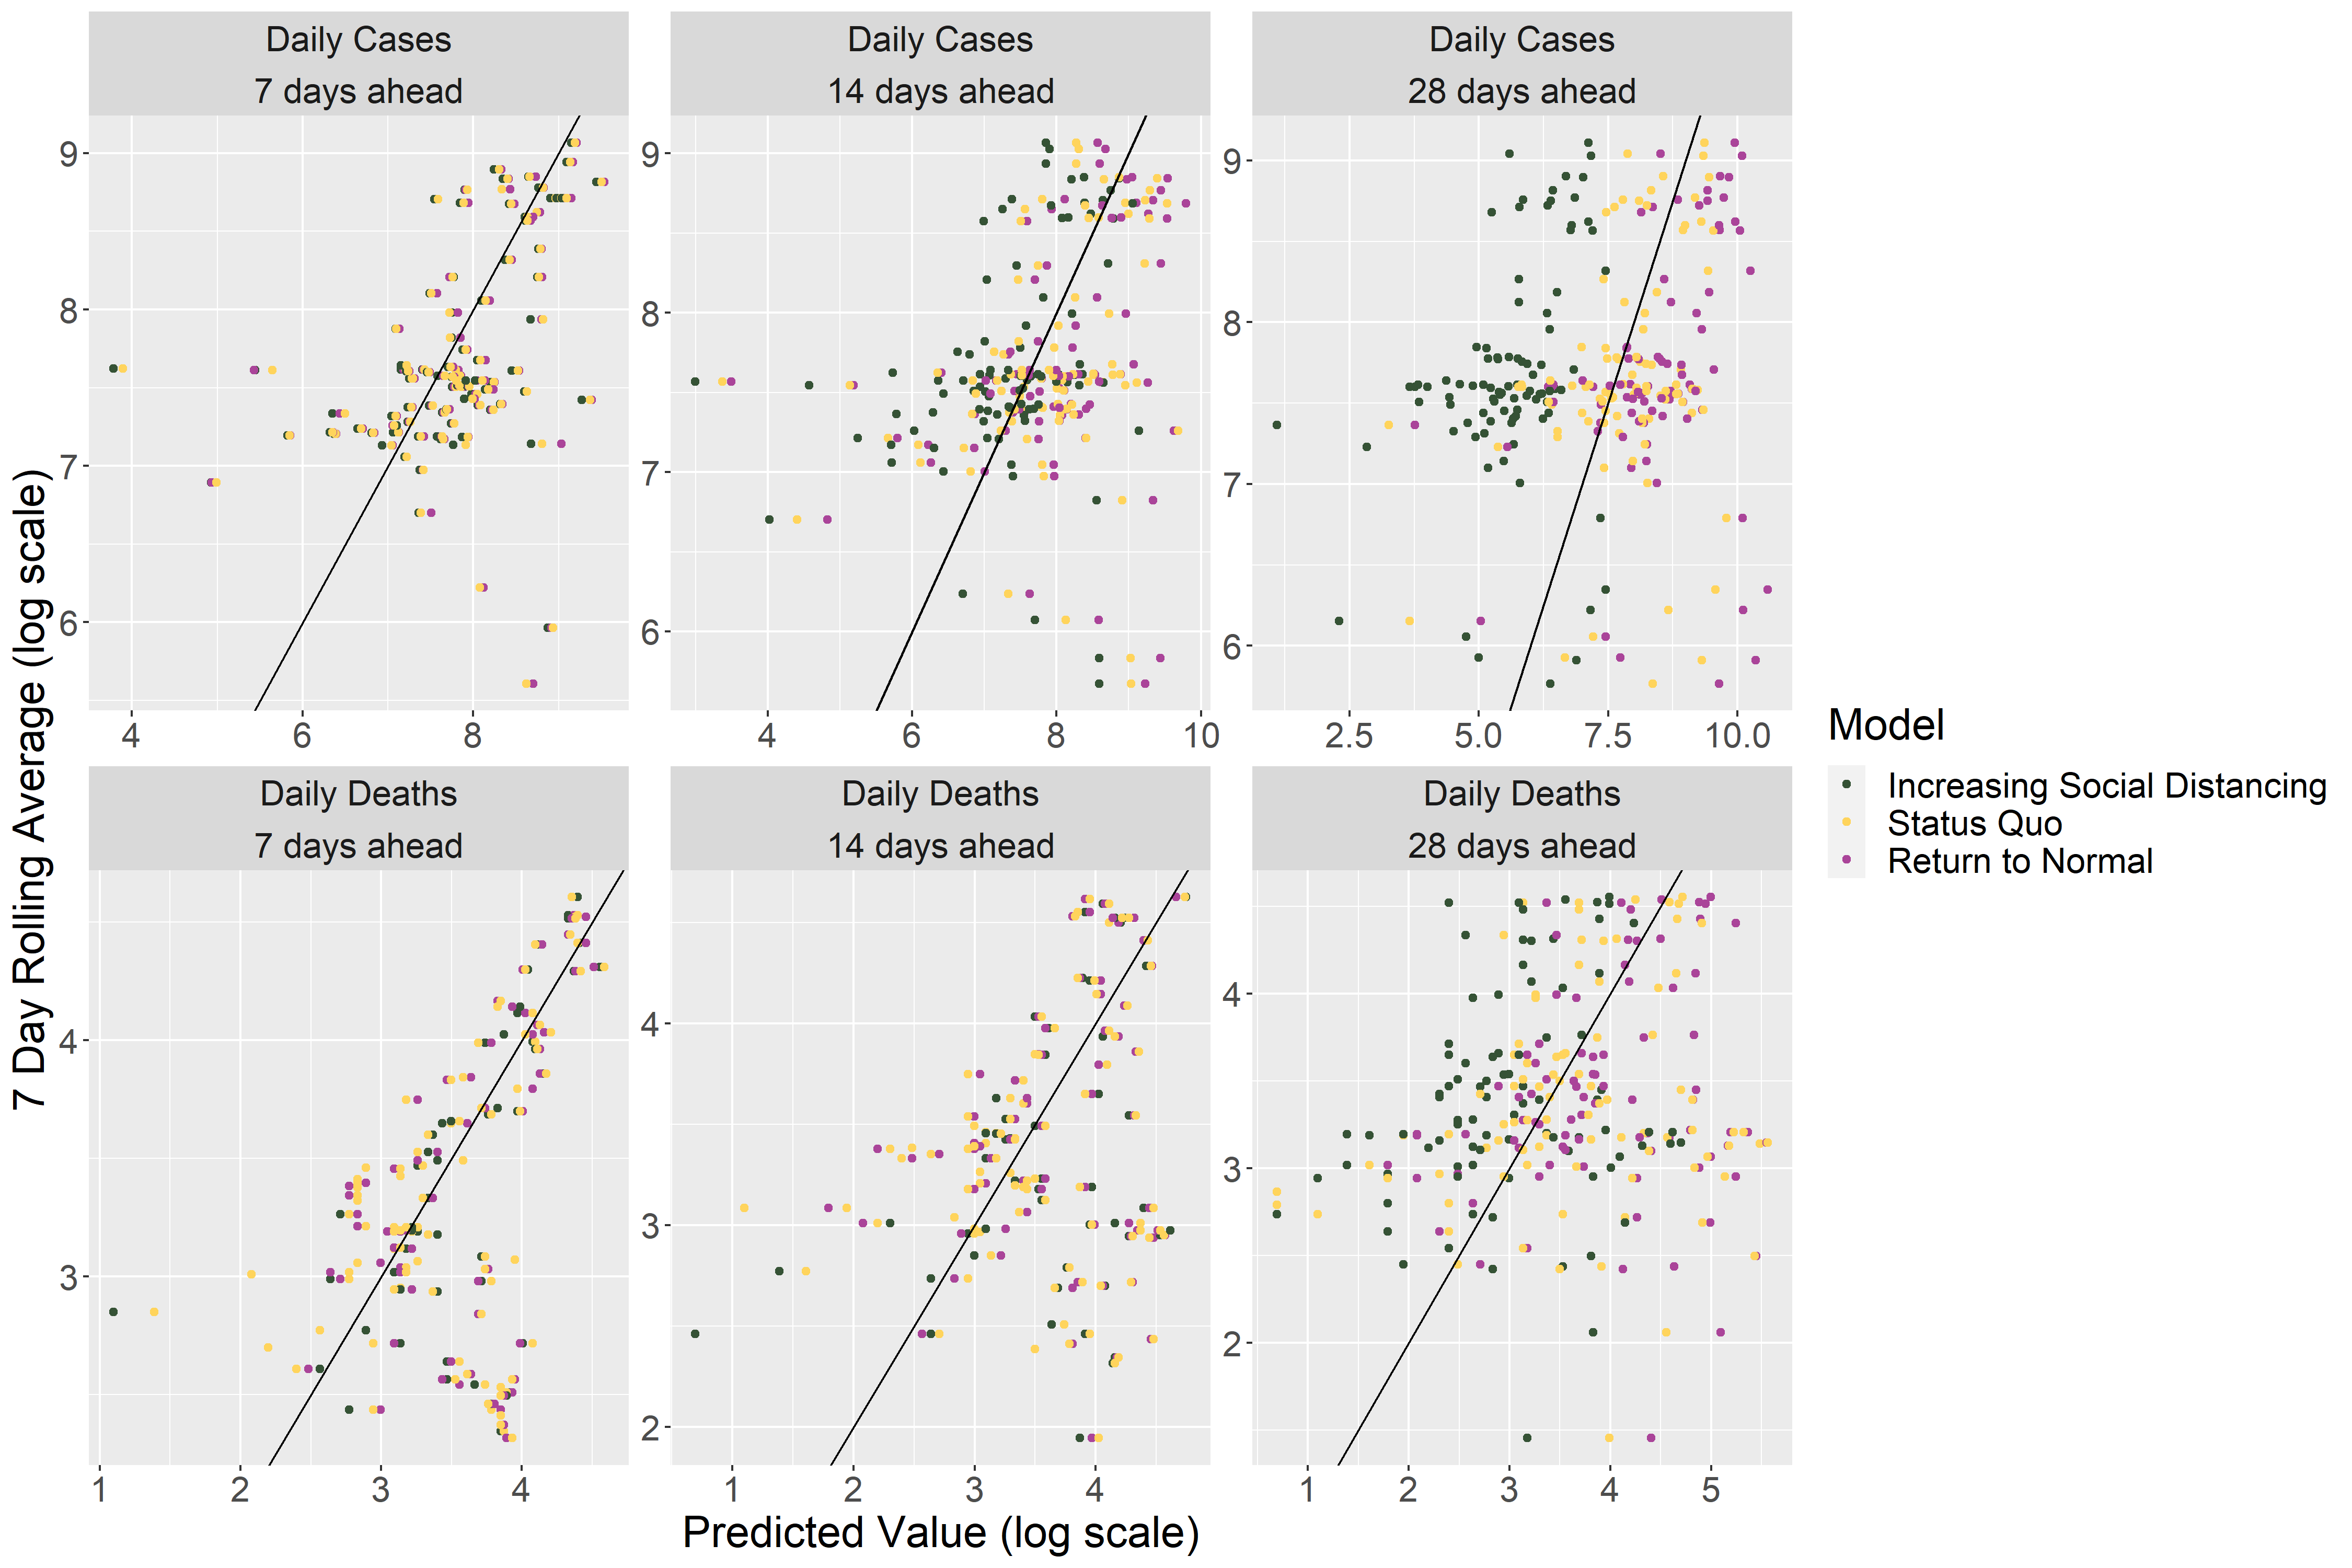 Daily Cases
7 days ahead
Daily Cases
14 days ahead
Daily Cases
28 days ahead
9
8
7
6
4
6
8
9
8
7
6
4
6
8
10
9
8
7
6
2.5
5.0
7.5
10.0
Daily Deaths
7 days ahead
Daily Deaths
14 days ahead
Daily Deaths
28 days ahead
4
3
1
2
3
4
4
3
2
1
2
3
4
4
3
2
1
2
3
4
5
7 Day Rolling Average (log scale)
Predicted Value (log scale)
Model
Increasing Social Distancing
Status Quo
Return to Normal